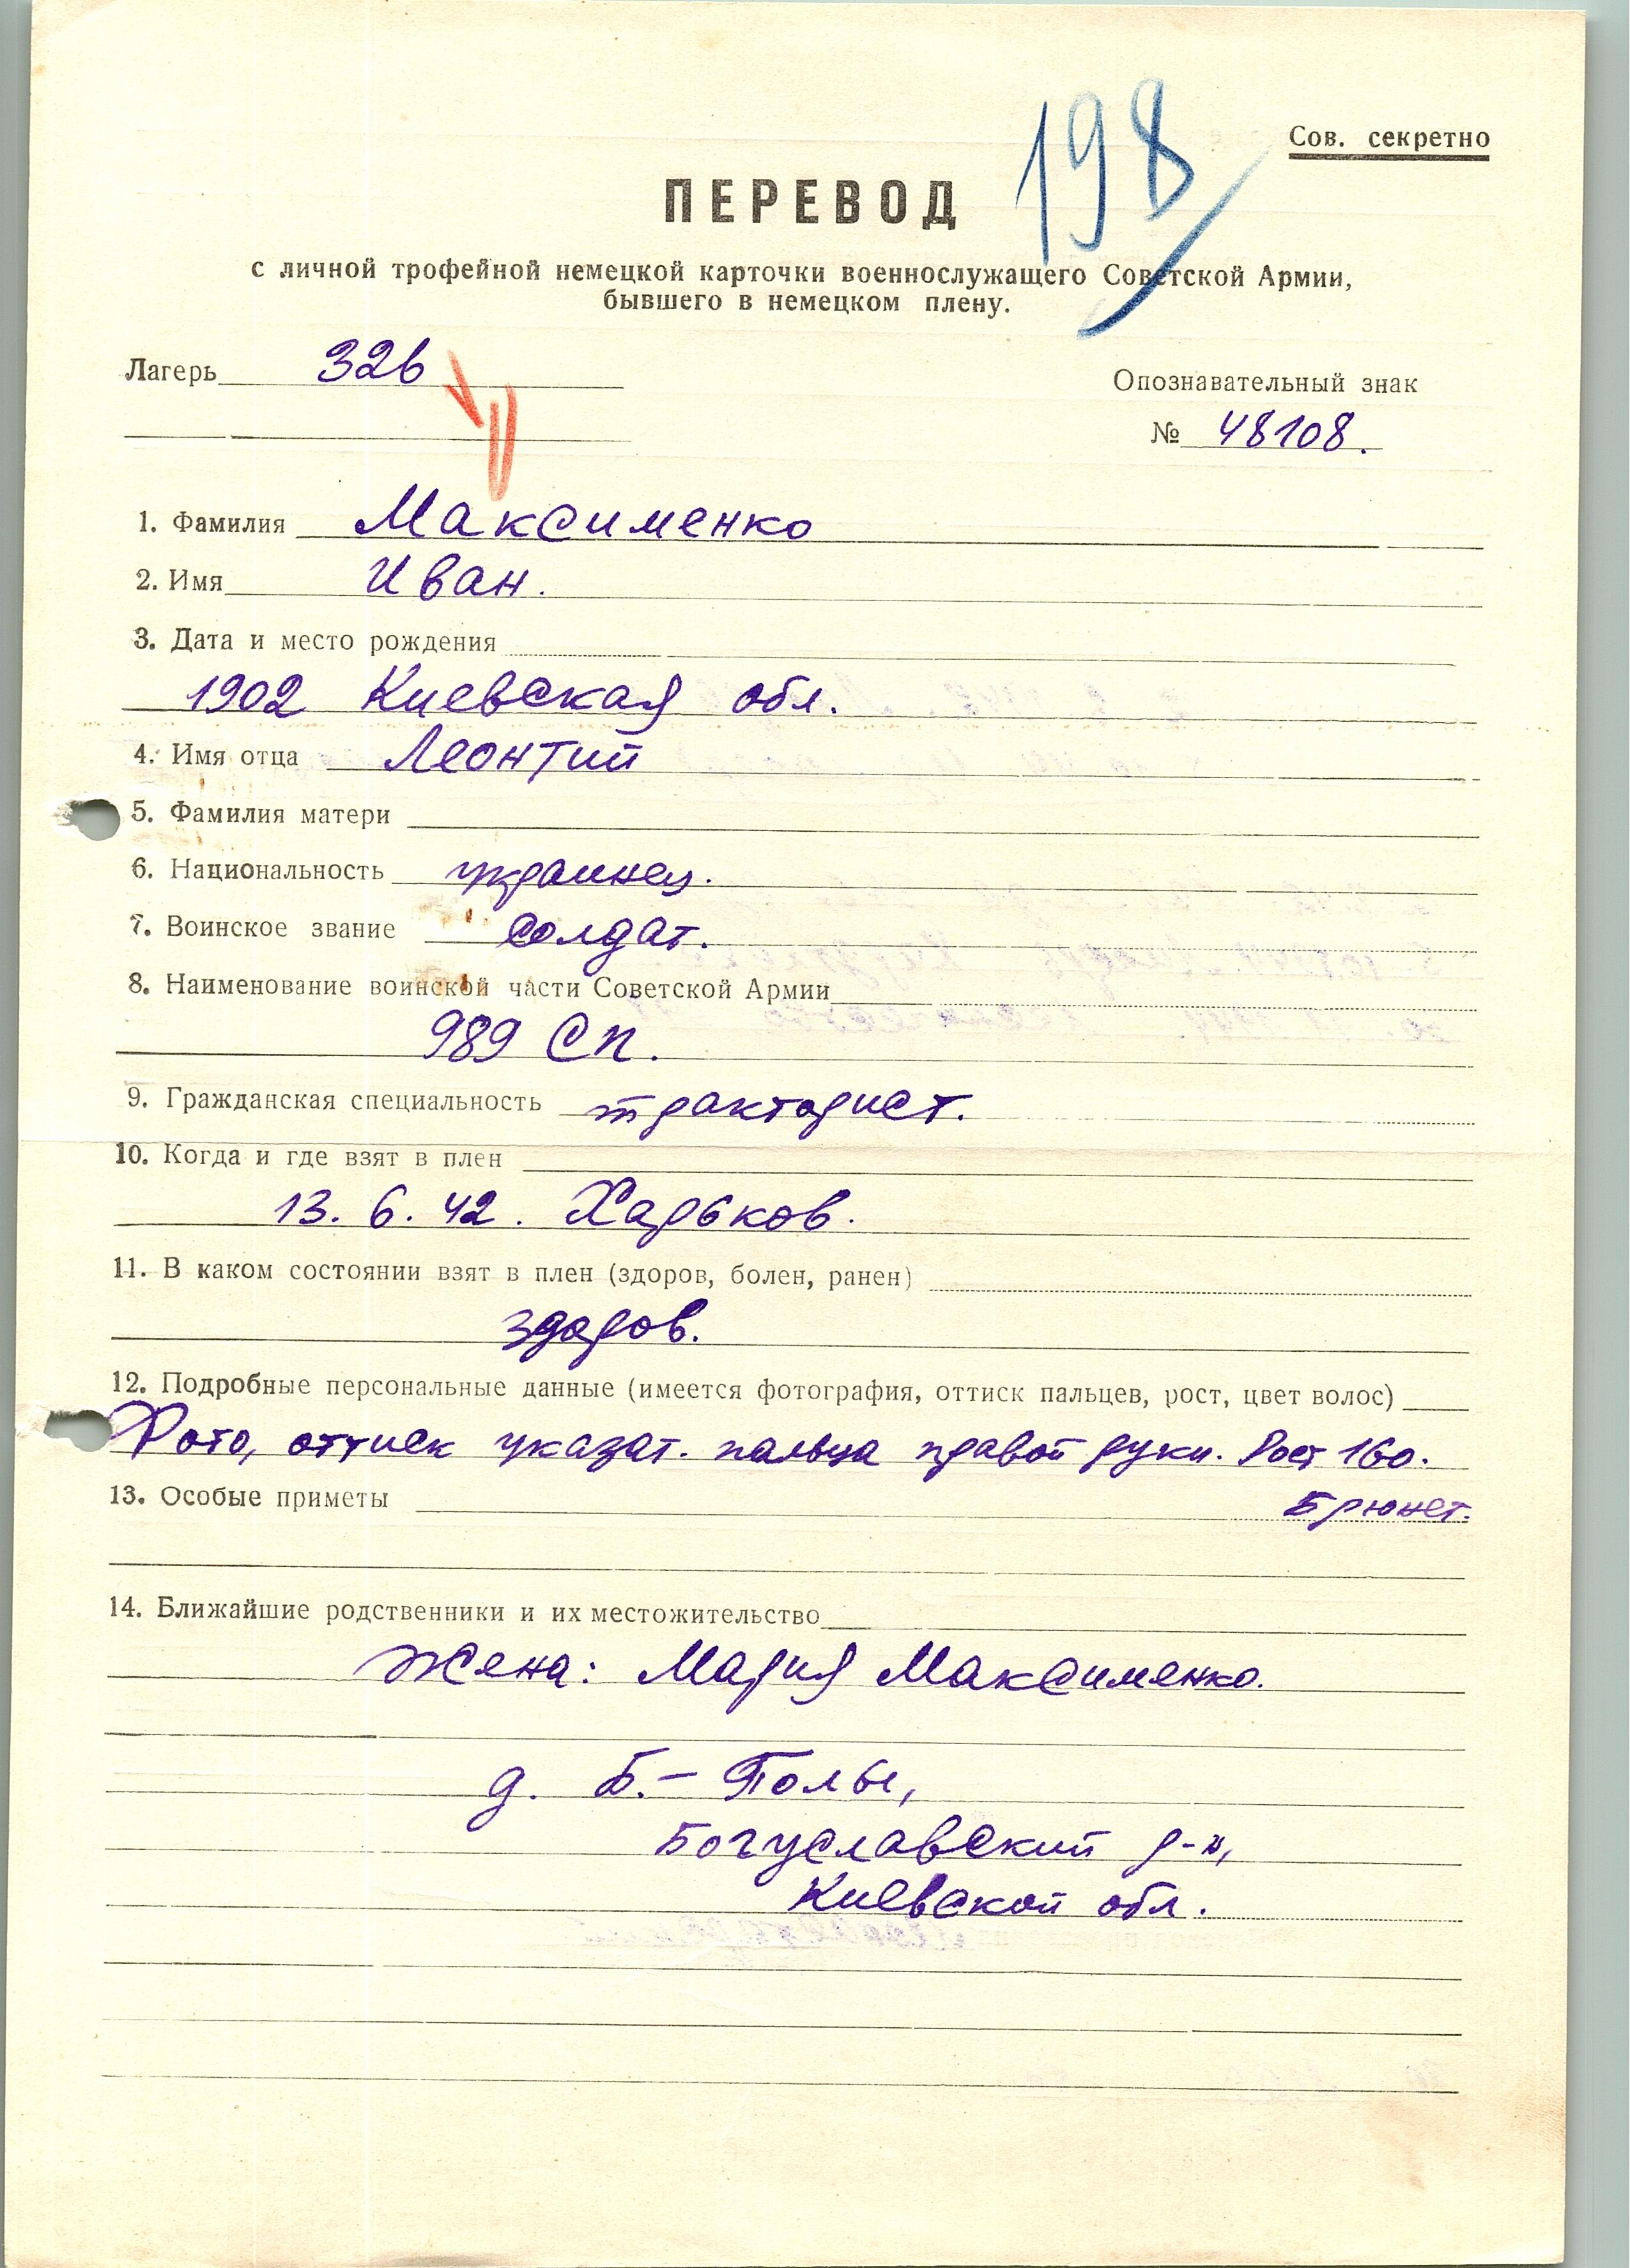 198
Сов. секретно
ПЕРЕВОД
с личной трофейной немецкой карточки военнослужащего Советской Армии,
бывшего в немецком плену.
Лагерь 326
Опознавательный знак
№ 48108.
1. Фамилия Максименко
2. Имя Иван.
3. Дата и место рождения
1902 Киевская обл.
4. Имя отца Леонтий
5. Фамилия матери
6. Национальность украинец.
7. Воинское звание солдат.
8. Наименование воинской части Советской Армии
989 СП.
9. Гражданская специальность тракторист.
10. Когда и где взят в плен
13. 6. 42. Харьков.
11. В каком состоянии взят в плен (здоров, болен, ранен)
здоров.
12. Подробные персональные данные (имеется фотография, оттиск пальцев, рост, цвет волос)
Фото, оттиск указат. пальца правой руки. Рост 160.
13. Особые приметы Брюнет.
14. Ближайшие родственники и их местожительство
Жена: Мария Максименко.
д. Б.- Полы,
Богуславский р-н,
Киевской обл.